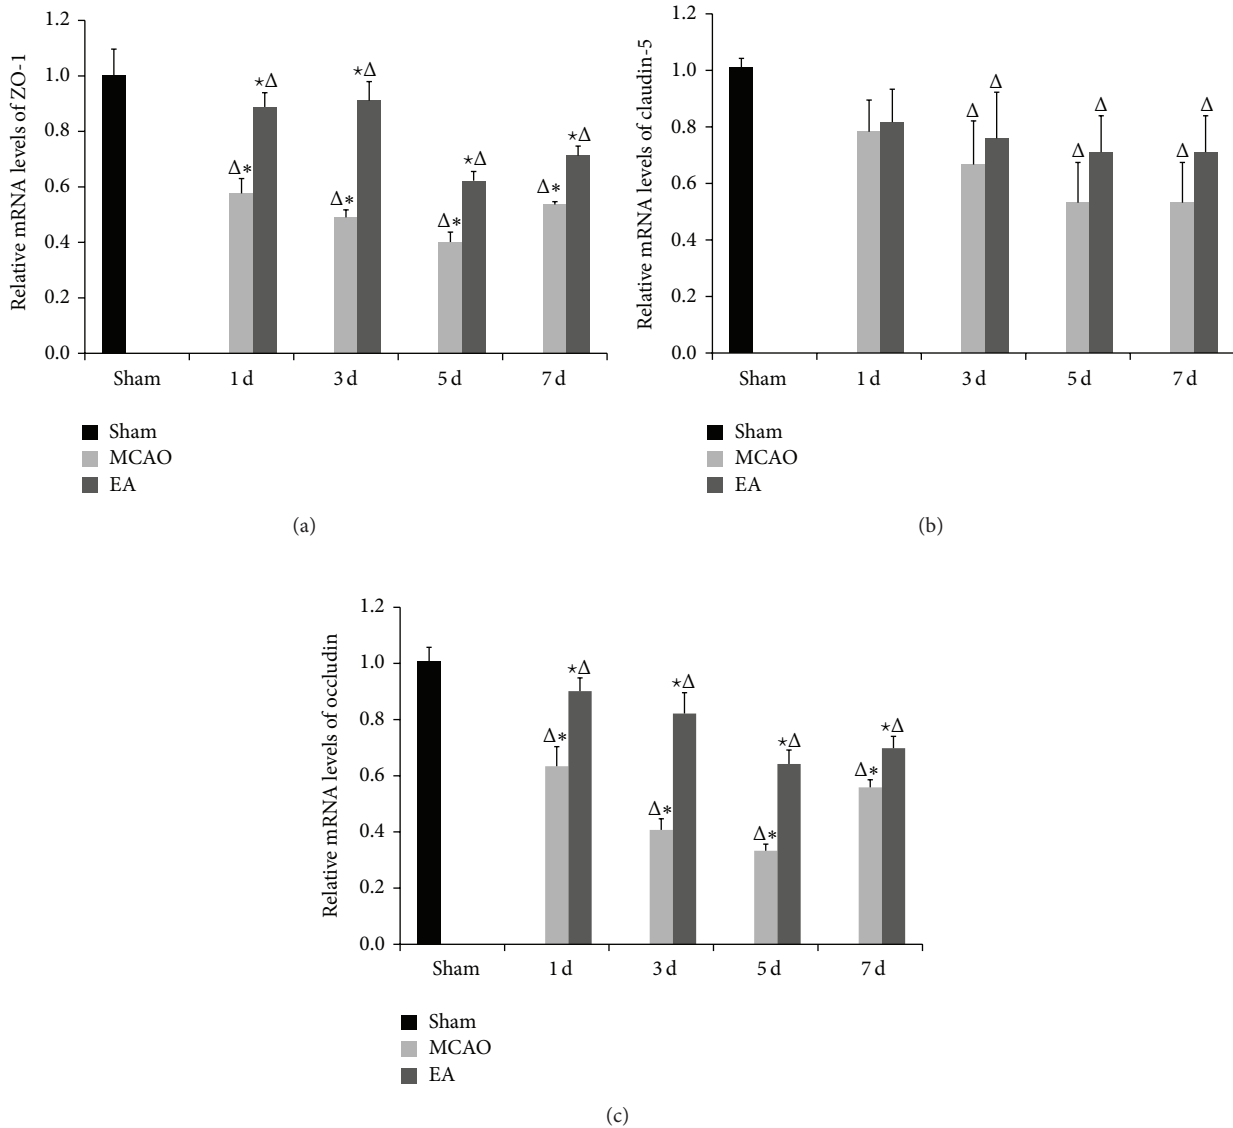 Relative mRNA levels of ZO-1
1.2
1.0
0.8
0.6
0.4
0.2
0.0
Δ* ⋆Δ Δ* ⋆Δ Δ* ⋆Δ Δ* ⋆Δ
Sham 1 d 3 d 5 d 7 d
Sham
MCAO
EA
(a)
Relative mRNA levels of claudin-5
1.2
1.0
0.8
0.6
0.4
0.2
0.0
Δ Δ Δ Δ Δ Δ
Sham 1 d 3 d 5 d 7 d
Sham
MCAO
EA
(b)
Relative mRNA levels of occludin
1.2
1.0
0.8
0.6
0.4
0.2
0.0
Δ* ⋆Δ Δ* ⋆Δ Δ* ⋆Δ Δ* ⋆Δ
Sham 1 d 3 d 5 d 7 d
Sham
MCAO
EA
(c)